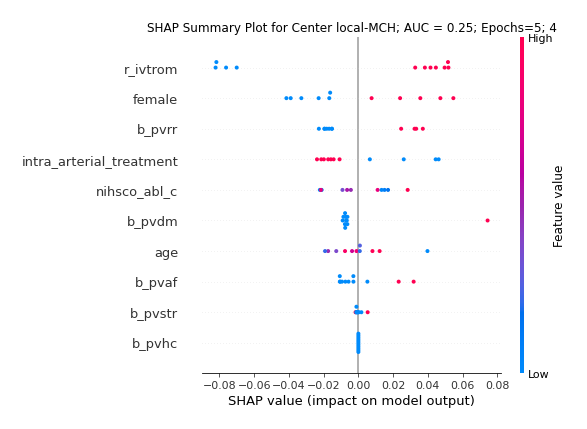 SHAP Summary Plot for Center local-MCH; AUC = 0.25; Epochs=5; 4
High
r_ivtrom
female
b_pvrr
intra_arterial_treatment
nihsco_abl_c
b_pvdm
age
b_pvaf
b_pvstr
b_pvhc
Feature value
Low
−0.08 −0.06 −0.04 −0.02 0.00 0.02 0.04 0.06 0.08
SHAP value (impact on model output)